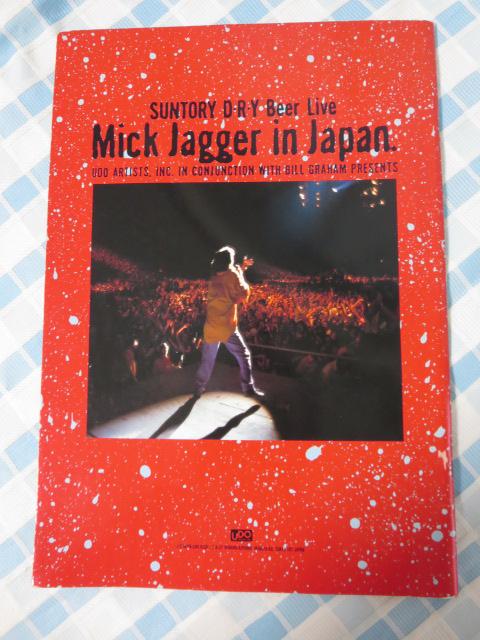 SUNTORY D·R·Y Beer Live
Mick Jagger in Japan.
UDO ARTISTS, INC. IN CONJUNCTION WITH BILL GRAHAM PRESENTS
UDO